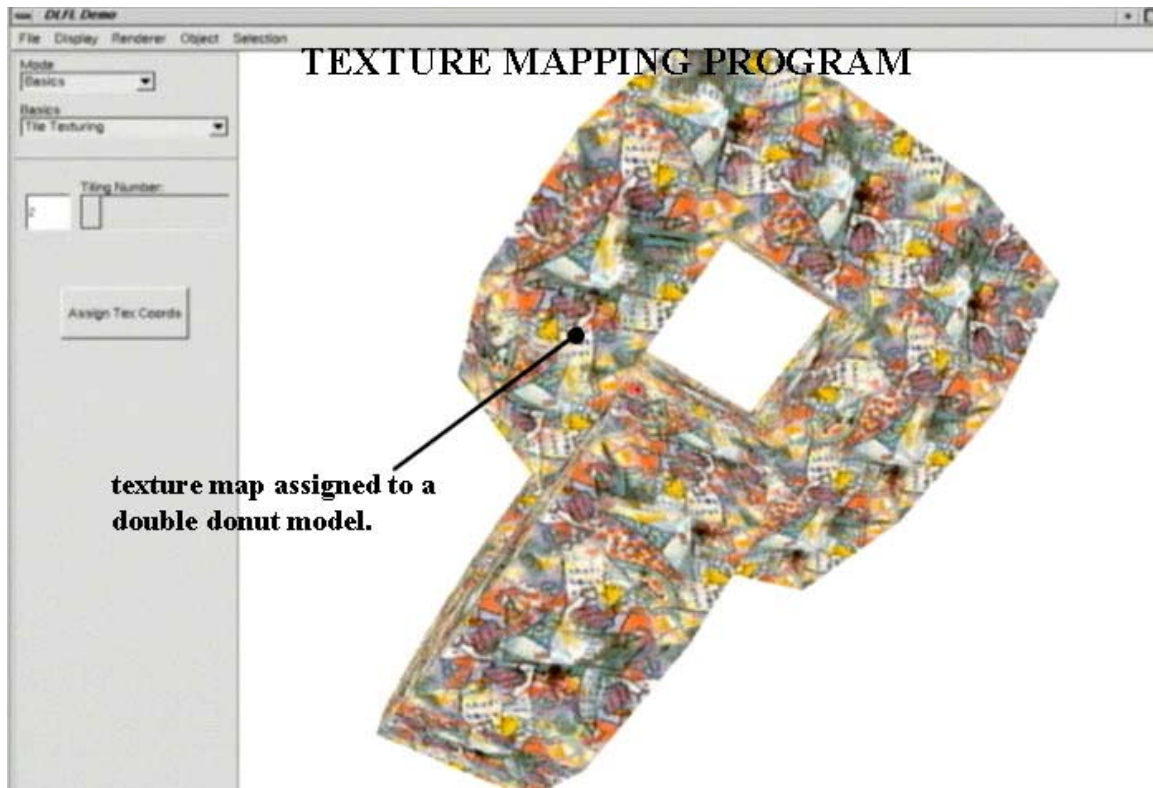 DLFL Demo
File Display Renderer Object Selection
TEXTURE MAPPING PROGRAM
Mode
Basics
Basics
Tile Texturing
Tiling Number:
2
Assign Tex Coords
texture map assigned to a
double donut model.